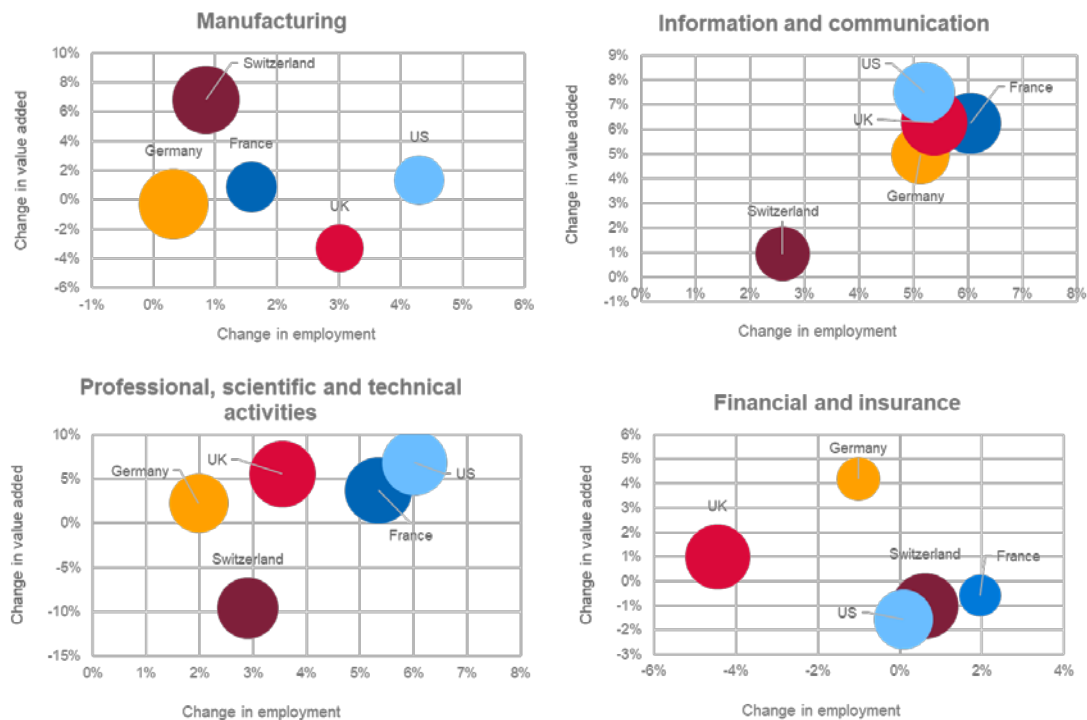 Manufacturing
Change in value added
10%
8%
6%
4%
2%
0%
-2%
-4%
-6%
Switzerland
Germany
France
US
UK
-1%
0%
1%
2%
3%
4%
5%
6%
Change in employment
Information and communication
Change in value added
9%
8%
7%
6%
5%
4%
3%
2%
1%
0%
-1%
US
France
UK
Germany
Switzerland
0%
1%
2%
3%
4%
5%
6%
7%
8%
Change in employment
Professional, scientific and technical
activities
Change in value added
10%
5%
0%
-5%
-10%
-15%
UK
Germany
US
France
Switzerland
0%
1%
2%
3%
4%
5%
6%
7%
8%
Change in employment
Financial and insurance
Change in value added
6%
5%
4%
3%
2%
1%
0%
-1%
-2%
-3%
Germany
UK
Switzerland
France
US
-6%
-4%
-2%
0%
2%
4%
Change in employment